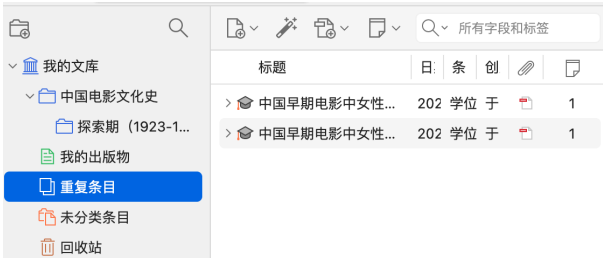 所有字段和标签
我的文库
中国电影文化史
探索期（1923-1...
我的出版物
重复条目
未分类条目
回收站
标题 日: 条 创
中国早期电影中女性... 202 学位 于 1
中国早期电影中女性... 202 学位 于 1